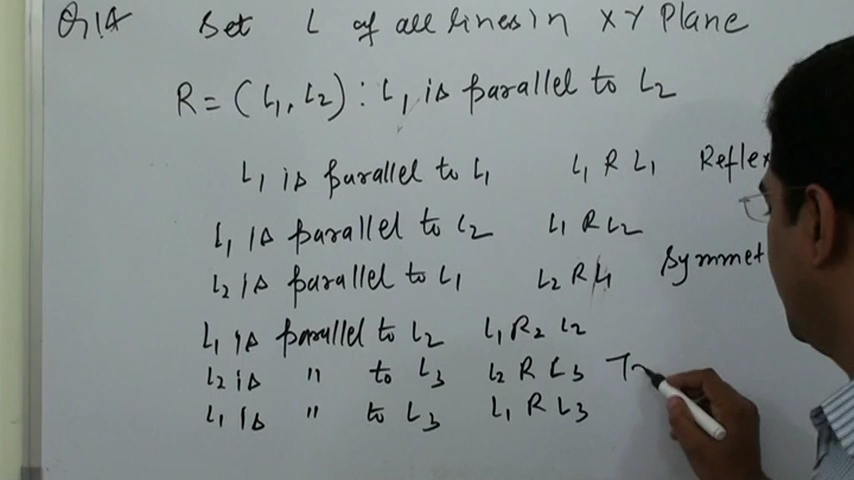 Q.14 Set L of all lines in XY Plane
R = (L1, L2) : L1 is parallel to L2
L1 is parallel to L1 L1 R L1 Reflex
L1 is parallel to L2 L1 R L2
L2 is parallel to L1 L2 R L1 Symmet
L1 is parallel to L2 L1 R2 L2
L2 is " to L3 L2 R L3 Tr
L1 is " to L3 L1 R L3